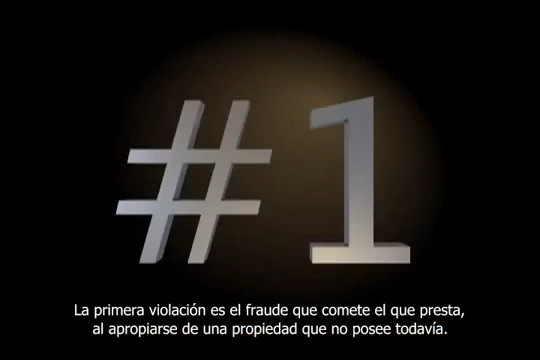 #1
La primera violación es el fraude que comete el que presta,
al apropiarse de una propiedad que no posee todavía.